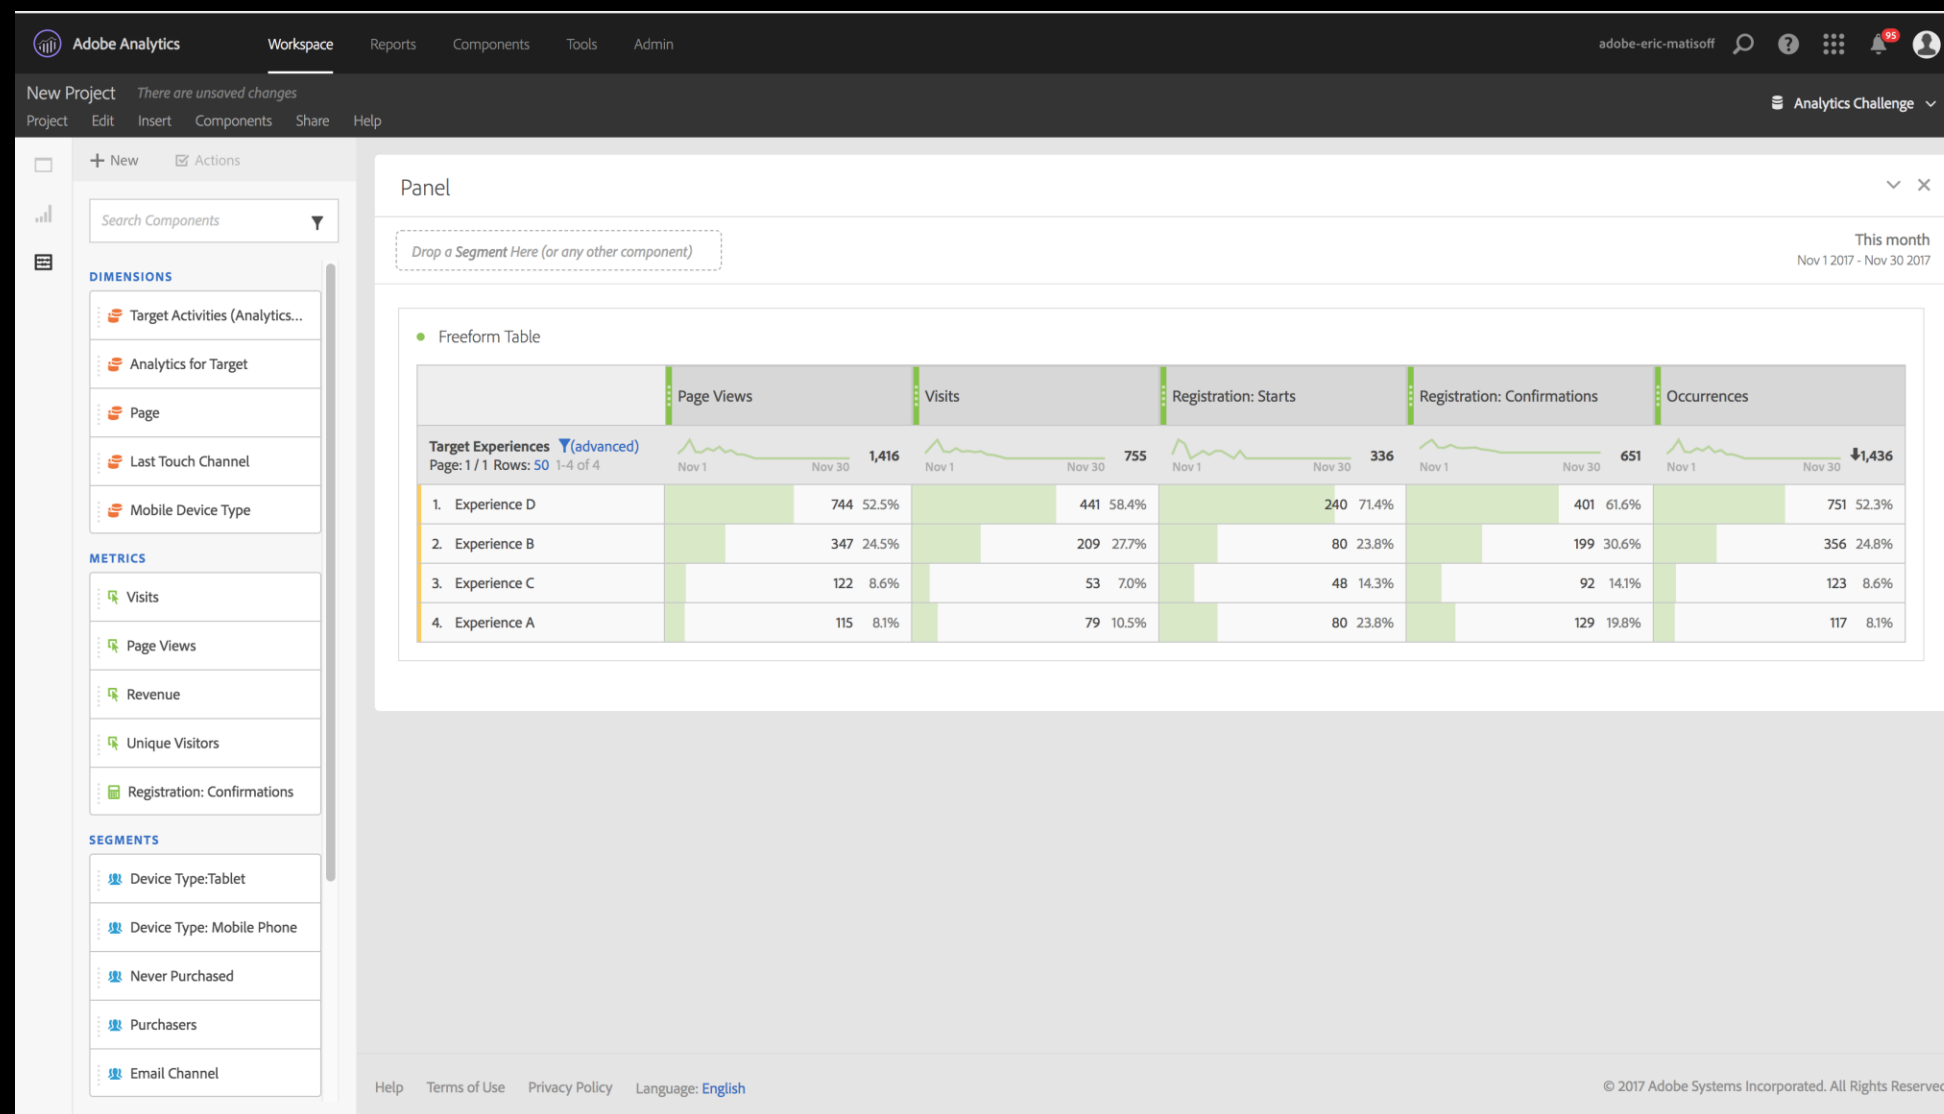 Adobe Analytics Workspace Reports Components Tools Admin adobe-eric-matisoff 95
New Project There are unsaved changes
Analytics Challenge
Project Edit Insert Components Share Help
New Actions
Search Components
DIMENSIONS
Target Activities (Analytics...
Analytics for Target
Page
Last Touch Channel
Mobile Device Type
METRICS
Visits
Page Views
Revenue
Unique Visitors
Registration: Confirmations
SEGMENTS
Device Type:Tablet
Device Type: Mobile Phone
Never Purchased
Purchasers
Email Channel
Panel
Drop a Segment Here (or any other component)
This month
Nov 1 2017 - Nov 30 2017
Freeform Table
Page Views Visits Registration: Starts Registration: Confirmations Occurrences
Target Experiences (advanced)
Page: 1 / 1 Rows: 50 1-4 of 4
Nov 1 Nov 30 1,416 Nov 1 Nov 30 755 Nov 1 Nov 30 336 Nov 1 Nov 30 651 Nov 1 Nov 30 1,436
1. Experience D 744 52.5% 441 58.4% 240 71.4% 401 61.6% 751 52.3%
2. Experience B 347 24.5% 209 27.7% 80 23.8% 199 30.6% 356 24.8%
3. Experience C 122 8.6% 53 7.0% 48 14.3% 92 14.1% 123 8.6%
4. Experience A 115 8.1% 79 10.5% 80 23.8% 129 19.8% 117 8.1%
Help Terms of Use Privacy Policy Language: English
© 2017 Adobe Systems Incorporated. All Rights Reserved